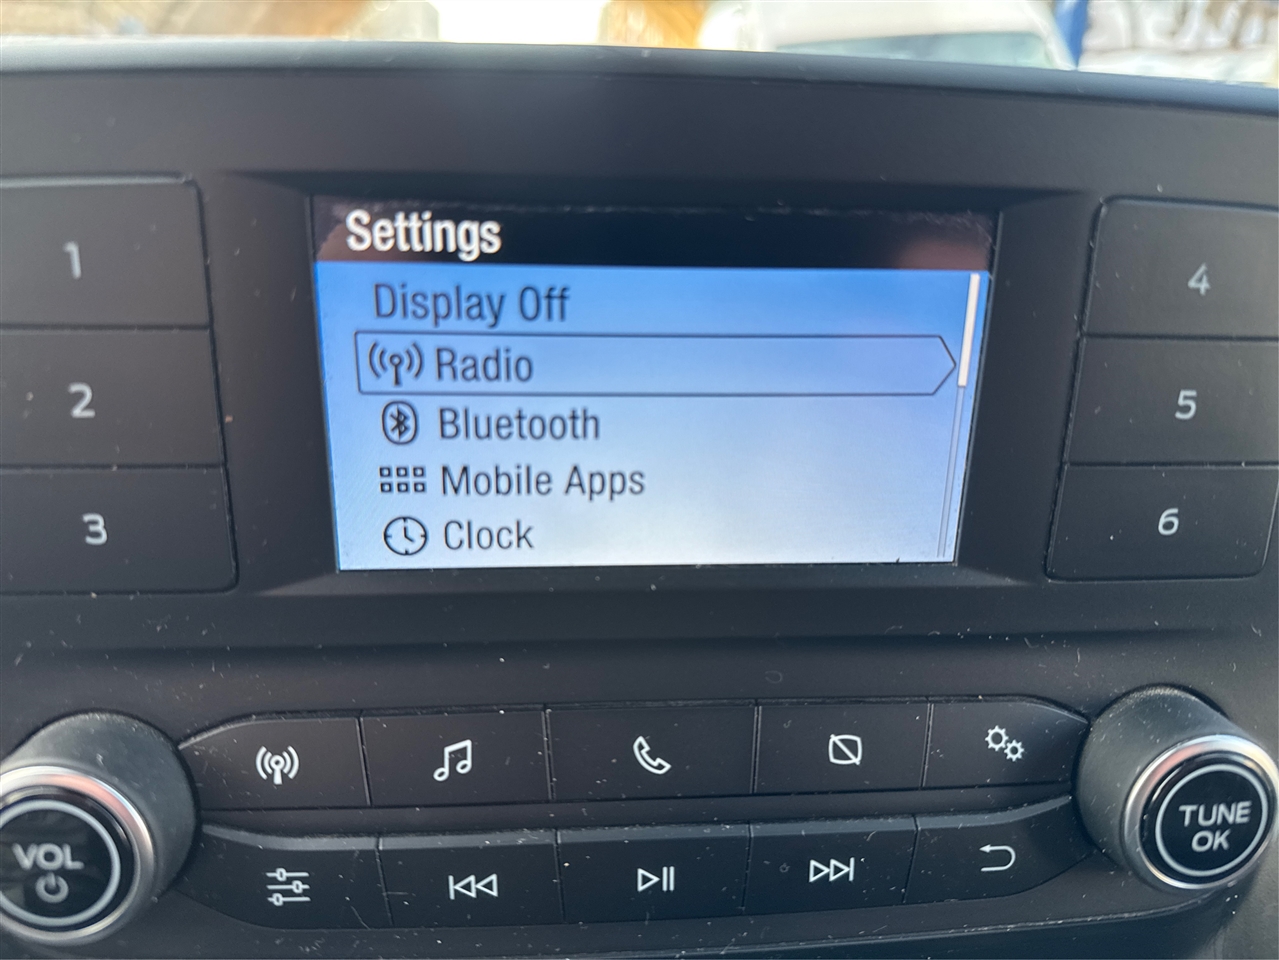 Settings
Display Off
Radio
Bluetooth
Mobile Apps
Clock
1
2
3
4
5
6
VOL
TUNE
OK